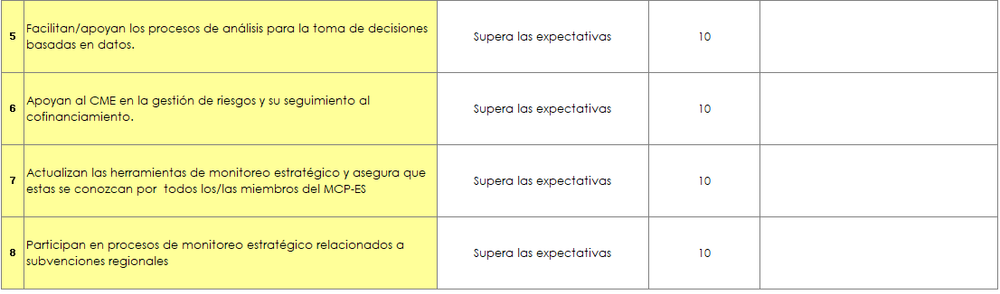 5 Facilitan/apoyan los procesos de análisis para la toma de decisiones
basadas en datos. Supera las expectativas 10
6 Apoyan al CME en la gestión de riesgos y su seguimiento al
cofinanciamiento. Supera las expectativas 10
7 Actualizan las herramientas de monitoreo estratégico y asegura que
estas se conozcan por  todos los/las miembros del MCP-ES Supera las expectativas 10
8 Participan en procesos de monitoreo estratégico relacionados a
subvenciones regionales Supera las expectativas 10